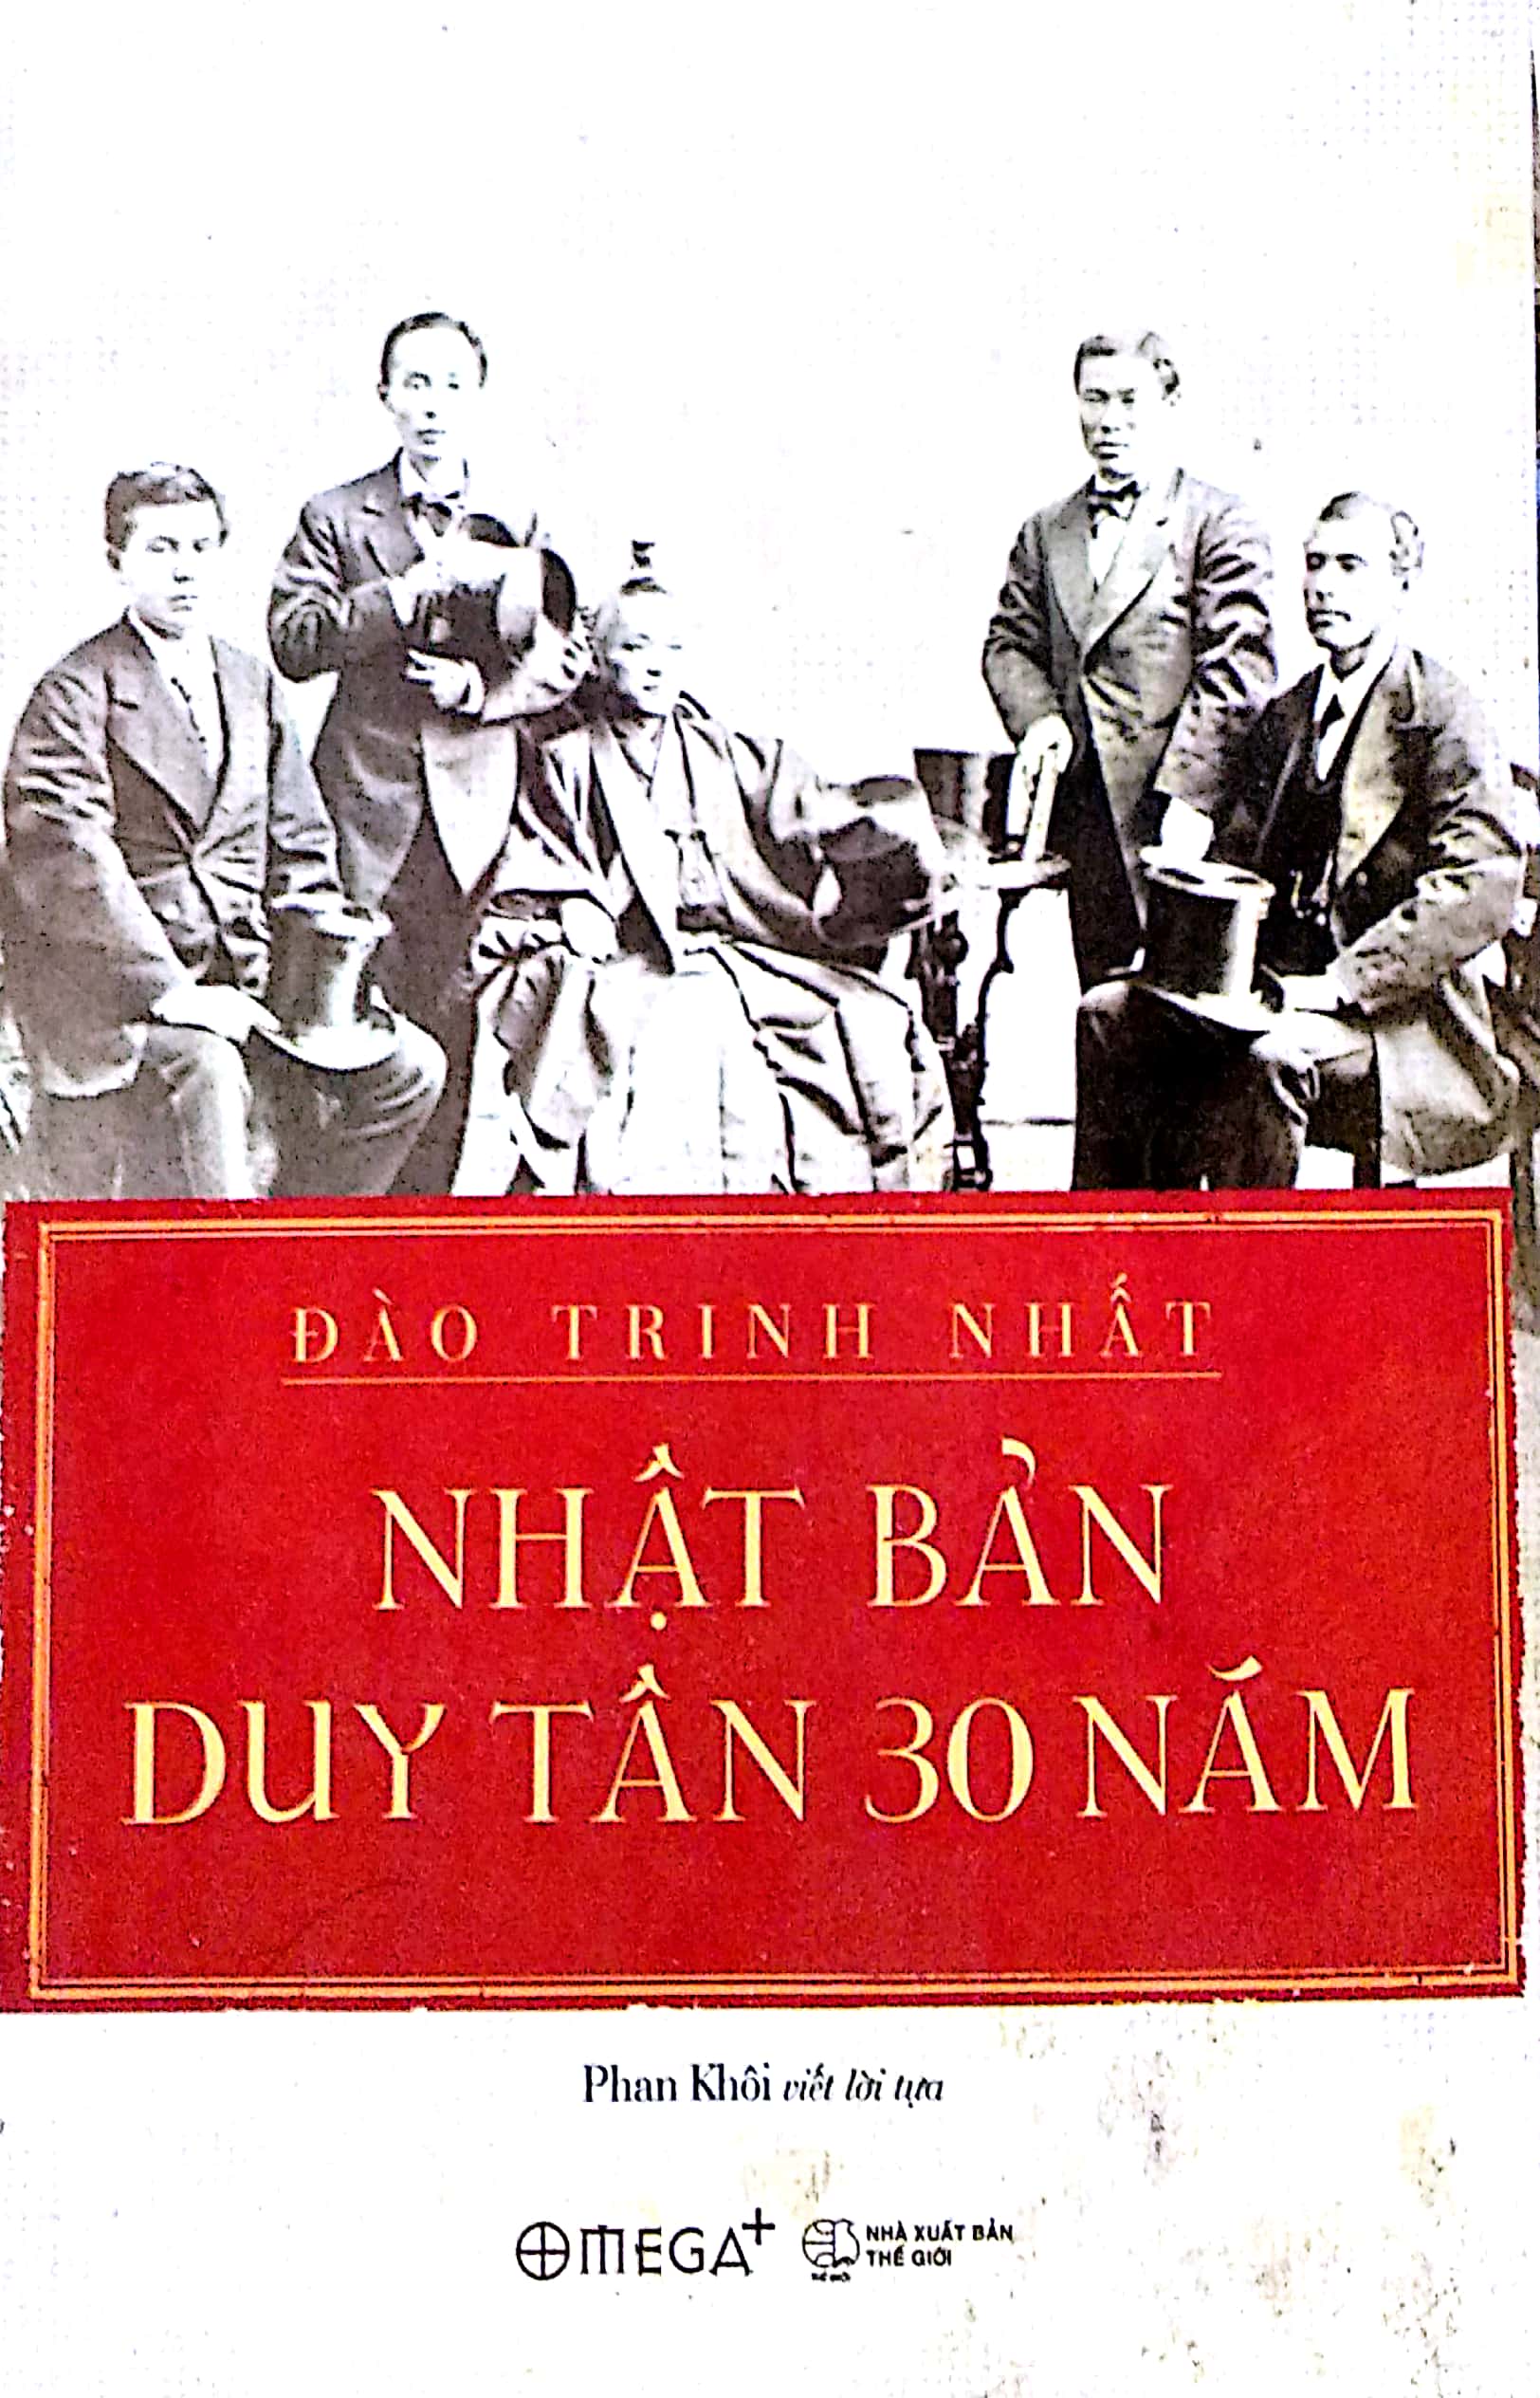 ĐÀO TRINH NHẤT
NHẬT BẢN
DUY TÂN 30 NĂM
Phan Khôi viết lời tựa
OMEGA+
NHÀ XUẤT BẢN
THẾ GIỚI